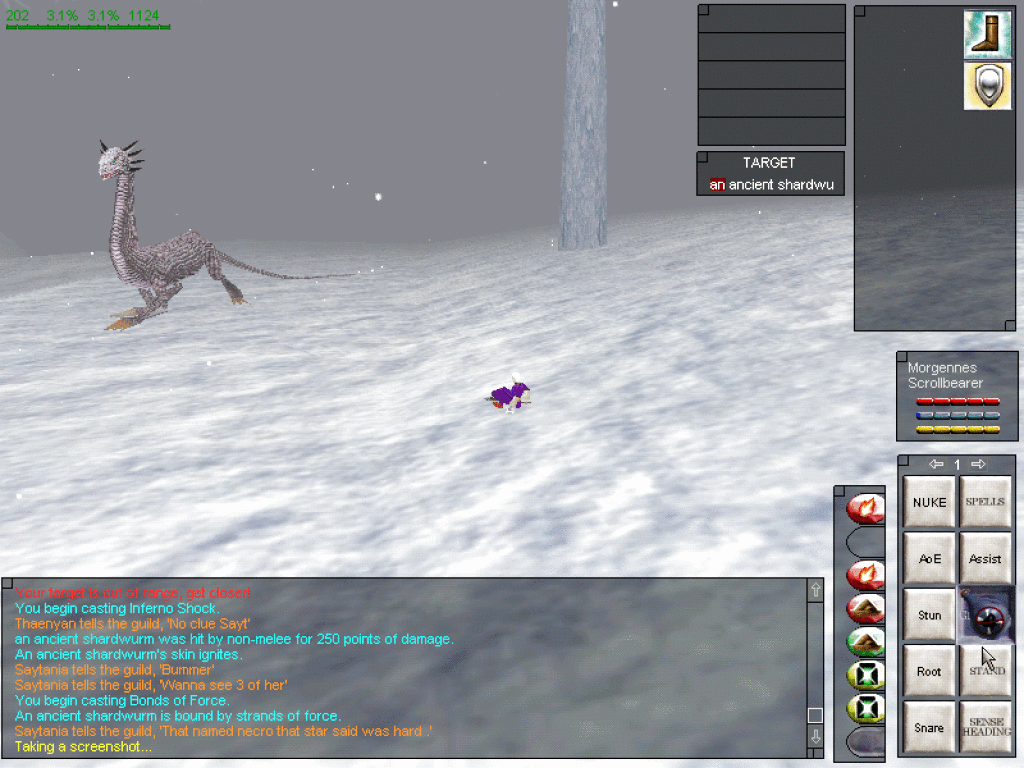 202 3.1% 3.1% 1124
TARGET
an ancient shardwu
Morgennes
Scrollbearer
1
NUKE
SPELLS
AoE
Assist
Stun
Root
STAND
Snare
SENSE
HEADING
Your target is out of range, get closer!
You begin casting Inferno Shock.
Thaenyan tells the guild, 'No clue Sayt'
an ancient shardwurm was hit by non-melee for 250 points of damage.
An ancient shardwurm's skin ignites.
Saytania tells the guild, 'Bummer'
Saytania tells the guild, 'Wanna see 3 of her'
You begin casting Bonds of Force.
An ancient shardwurm is bound by strands of force.
Saytania tells the guild, 'That named necro that star said was hard .'
Taking a screenshot...